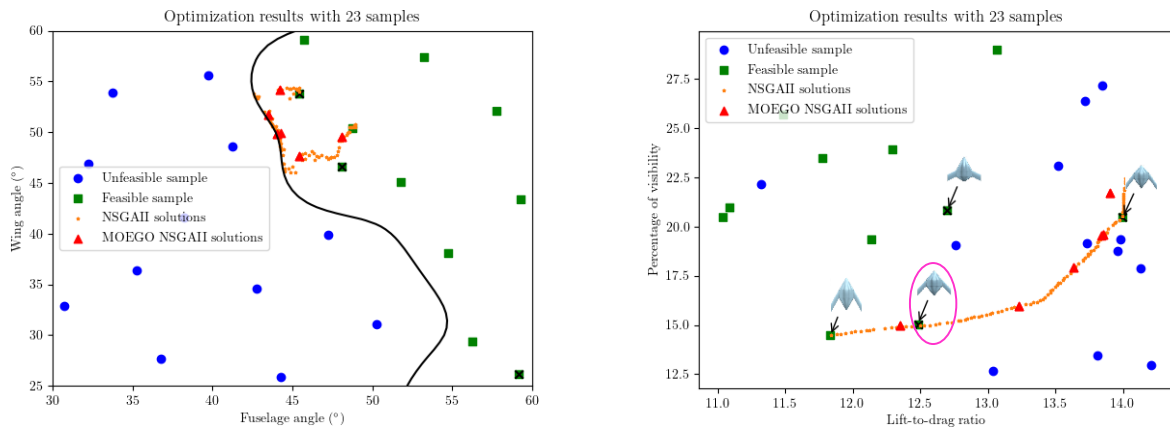 Optimization results with 23 samples
60
55
50
45
40
35
30
25
Wing angle (°)
Unfeasible sample
Feasible sample
NSGAII solutions
MOEGO NSGAII solutions
30
35
40
45
50
55
60
Fuselage angle (°)
Optimization results with 23 samples
27.5
25.0
22.5
20.0
17.5
15.0
12.5
Percentage of visibility
Unfeasible sample
Feasible sample
NSGAII solutions
MOEGO NSGAII solutions
11.0
11.5
12.0
12.5
13.0
13.5
14.0
Lift-to-drag ratio